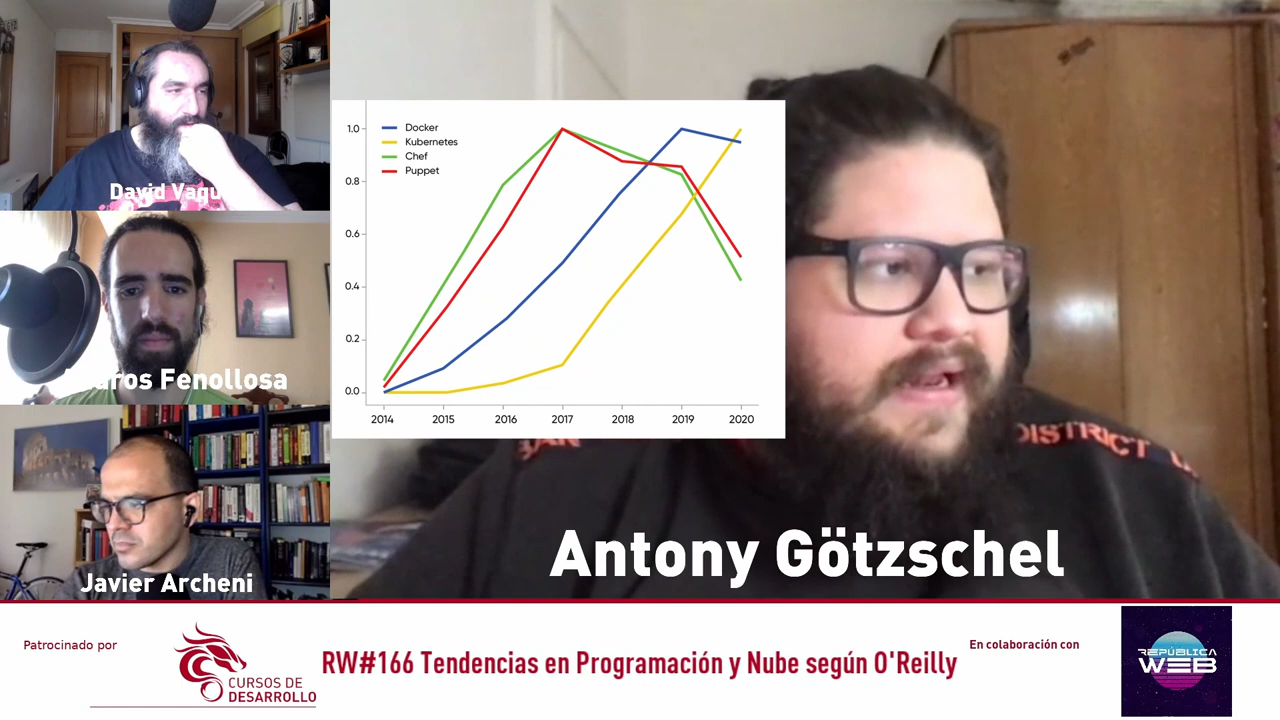 David Vaqu
ros Fenollosa
Javier Archeni
Docker
Kubernetes
Chef
Puppet
1.0
0.8
0.6
0.4
0.2
0.0
2014 2015 2016 2017 2018 2019 2020
DISTRICT
Antony Götzschel
Patrocinado por
CURSOS DE
DESARROLLO
RW#166 Tendencias en Programación y Nube según O'Reilly
En colaboración con
REPÚBLICA
WEB